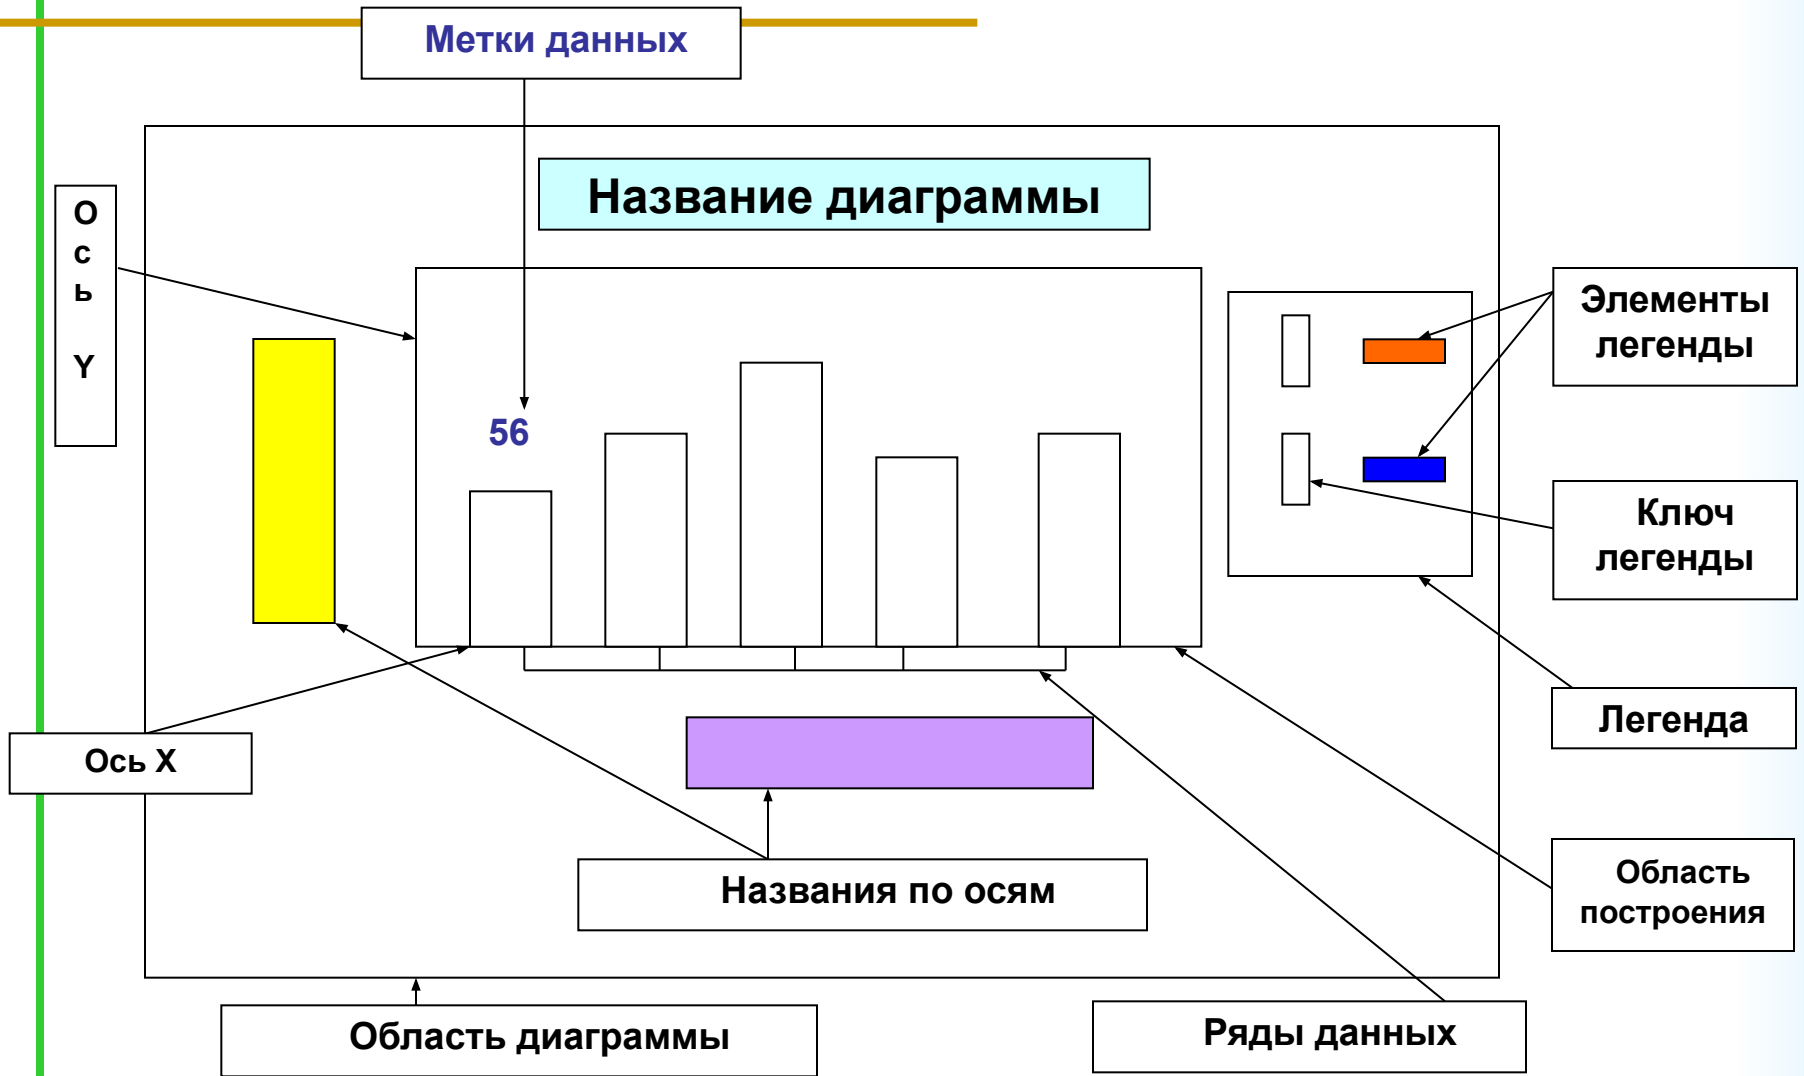 Метки данных
Название диаграммы
О
с
ь
Y
Элементы
легенды
56
Ключ
легенды
Легенда
Ось X
Названия по осям
Область
построения
Область диаграммы
Ряды данных